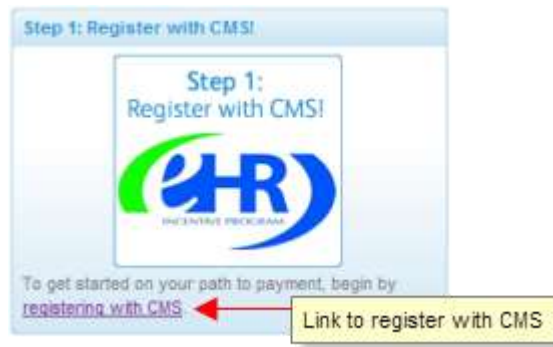 Step 1: Register with CMS!
Step 1:
Register with CMS!
eHR
INCENTIVE PROGRAM
To get started on your path to payment, begin by
registering with CMS
Link to register with CMS